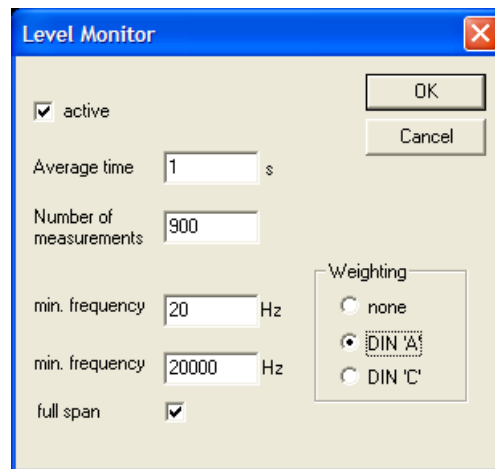 Level Monitor
active
OK
Cancel
Average time 1 s
Number of
measurements 900
min. frequency 20 Hz
min. frequency 20000 Hz
full span
Weighting
none
DIN 'A'
DIN 'C'